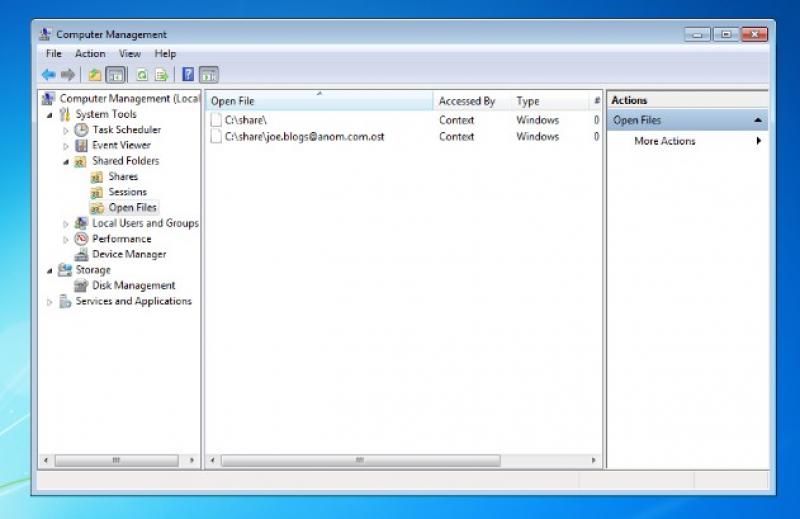 Computer Management
File Action View Help
Computer Management (Local
System Tools
Task Scheduler
Event Viewer
Shared Folders
Shares
Sessions
Open Files
Local Users and Groups
Performance
Device Manager
Storage
Disk Management
Services and Applications
Open File Accessed By Type #
C:\share\ Context Windows 0
C:\share\joe.blogs@anom.com.ost Context Windows 0
Actions
Open Files
More Actions